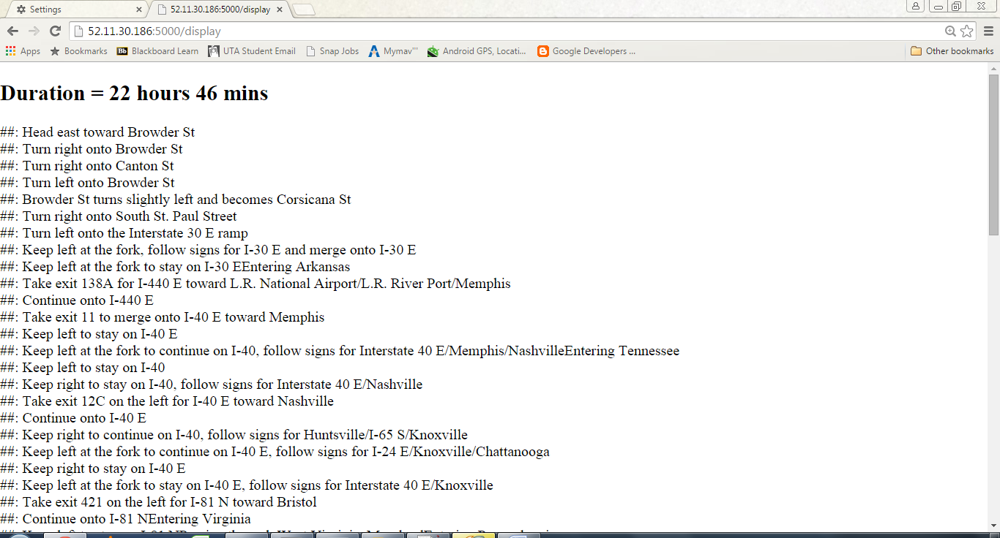 Settings
52.11.30.186:5000/display
52.11.30.186:5000/display
Apps Bookmarks Bb Blackboard Learn UTA Student Email Snap Jobs Mymav''' Android GPS, Locati... Google Developers ... Other bookmarks
Duration = 22 hours 46 mins
##: Head east toward Browder St
##: Turn right onto Browder St
##: Turn right onto Canton St
##: Turn left onto Browder St
##: Browder St turns slightly left and becomes Corsicana St
##: Turn right onto South St. Paul Street
##: Turn left onto the Interstate 30 E ramp
##: Keep left at the fork, follow signs for I-30 E and merge onto I-30 E
##: Keep left at the fork to stay on I-30 EEntering Arkansas
##: Take exit 138A for I-440 E toward L.R. National Airport/L.R. River Port/Memphis
##: Continue onto I-440 E
##: Take exit 11 to merge onto I-40 E toward Memphis
##: Keep left to stay on I-40 E
##: Keep left at the fork to continue on I-40, follow signs for Interstate 40 E/Memphis/NashvilleEntering Tennessee
##: Keep left to stay on I-40
##: Keep right to stay on I-40, follow signs for Interstate 40 E/Nashville
##: Take exit 12C on the left for I-40 E toward Nashville
##: Continue onto I-40 E
##: Keep right to continue on I-40, follow signs for Huntsville/I-65 S/Knoxville
##: Keep left at the fork to continue on I-40 E, follow signs for I-24 E/Knoxville/Chattanooga
##: Keep right to stay on I-40 E
##: Keep left at the fork to stay on I-40 E, follow signs for Interstate 40 E/Knoxville
##: Take exit 421 on the left for I-81 N toward Bristol
##: Continue onto I-81 NEntering Virginia